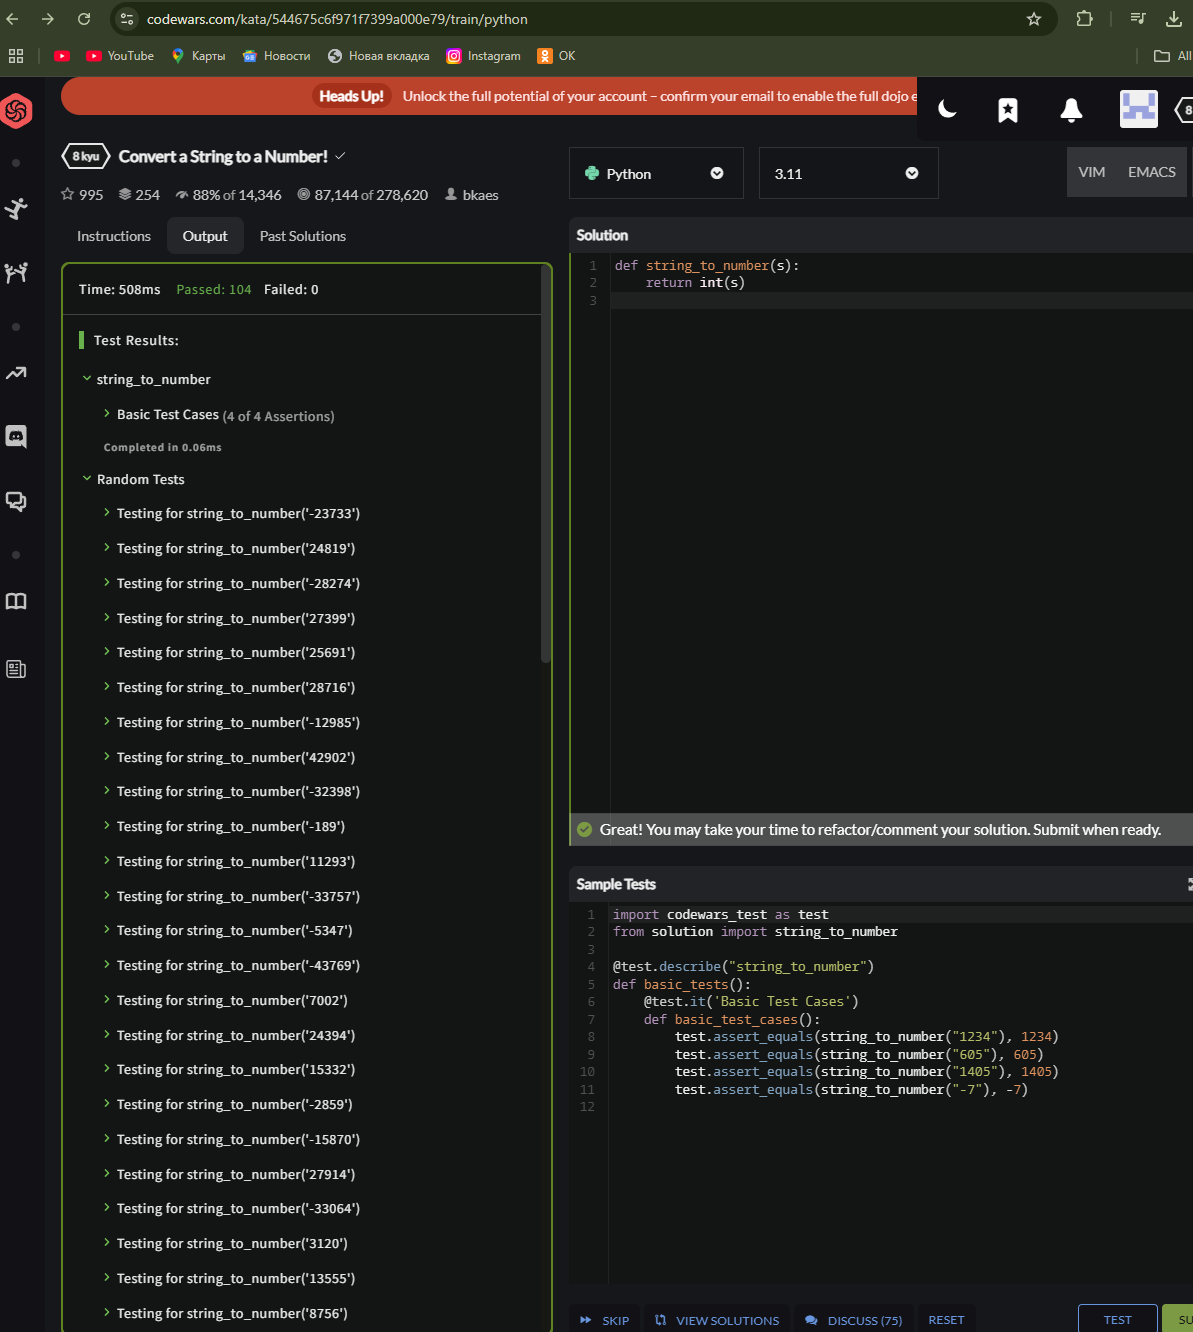 codewars.com/kata/544675c6f971f7399a000e79/train/python
YouTube
Карты
Новости
Новая вкладка
Instagram
OK
All
Heads Up! Unlock the full potential of your account – confirm your email to enable the full dojo e
8
8 kyu Convert a String to a Number!
995 254 88% of 14,346 87,144 of 278,620 bkaes
Instructions Output Past Solutions
Time: 508ms Passed: 104 Failed: 0
Test Results:
string_to_number
Basic Test Cases (4 of 4 Assertions)
Completed in 0.06ms
Random Tests
Testing for string_to_number('-23733')
Testing for string_to_number('24819')
Testing for string_to_number('-28274')
Testing for string_to_number('27399')
Testing for string_to_number('25691')
Testing for string_to_number('28716')
Testing for string_to_number('-12985')
Testing for string_to_number('42902')
Testing for string_to_number('-32398')
Testing for string_to_number('-189')
Testing for string_to_number('11293')
Testing for string_to_number('-33757')
Testing for string_to_number('-5347')
Testing for string_to_number('-43769')
Testing for string_to_number('7002')
Testing for string_to_number('24394')
Testing for string_to_number('15332')
Testing for string_to_number('-2859')
Testing for string_to_number('-15870')
Testing for string_to_number('27914')
Testing for string_to_number('-33064')
Testing for string_to_number('3120')
Testing for string_to_number('13555')
Testing for string_to_number('8756')
Python
3.11
VIM EMACS
Solution
1 def string_to_number(s):
2 return int(s)
3
Great! You may take your time to refactor/comment your solution. Submit when ready.
Sample Tests
1 import codewars_test as test
2 from solution import string_to_number
3
4 @test.describe("string_to_number")
5 def basic_tests():
6 @test.it('Basic Test Cases')
7 def basic_test_cases():
8 test.assert_equals(string_to_number("1234"), 1234)
9 test.assert_equals(string_to_number("605"), 605)
10 test.assert_equals(string_to_number("1405"), 1405)
11 test.assert_equals(string_to_number("-7"), -7)
12
SKIP VIEW SOLUTIONS DISCUSS (75) RESET TEST SU